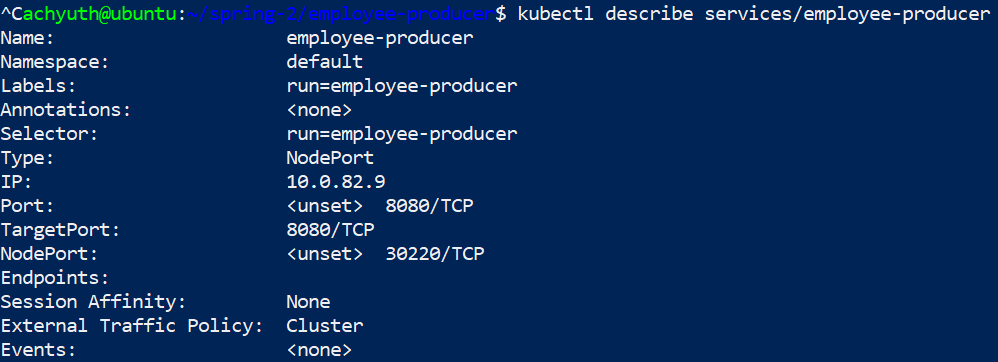 ^Cachyuth@ubuntu:~/spring-2/employee-producer$ kubectl describe services/employee-producer
Name:                     employee-producer
Namespace:                default
Labels:                   run=employee-producer
Annotations:              <none>
Selector:                 run=employee-producer
Type:                     NodePort
IP:                       10.0.82.9
Port:                     <unset>  8080/TCP
TargetPort:               8080/TCP
NodePort:                 <unset>  30220/TCP
Endpoints:
Session Affinity:         None
External Traffic Policy:  Cluster
Events:                   <none>